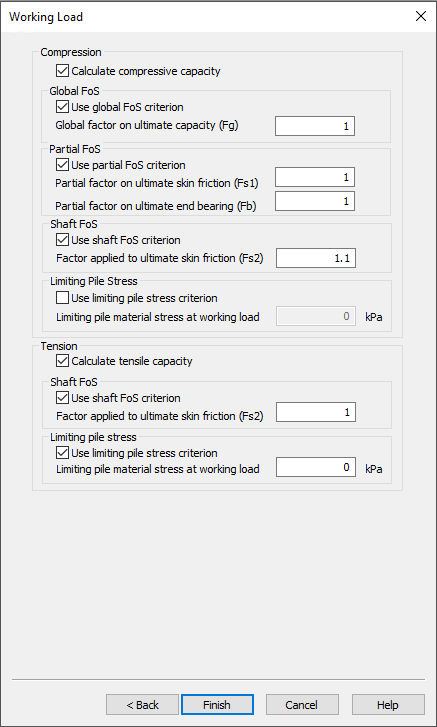 Working Load
Compression
Calculate compressive capacity
Global FoS
Use global FoS criterion
Global factor on ultimate capacity (Fg) 1
Partial FoS
Use partial FoS criterion
Partial factor on ultimate skin friction (Fs1) 1
Partial factor on ultimate end bearing (Fb) 1
Shaft FoS
Use shaft FoS criterion
Factor applied to ultimate skin friction (Fs2) 1.1
Limiting Pile Stress
Use limiting pile stress criterion
Limiting pile material stress at working load 0 kPa
Tension
Calculate tensile capacity
Shaft FoS
Use shaft FoS criterion
Factor applied to ultimate skin friction (Fs2) 1
Limiting pile stress
Use limiting pile stress criterion
Limiting pile material stress at working load 0 kPa
< Back Finish Cancel Help